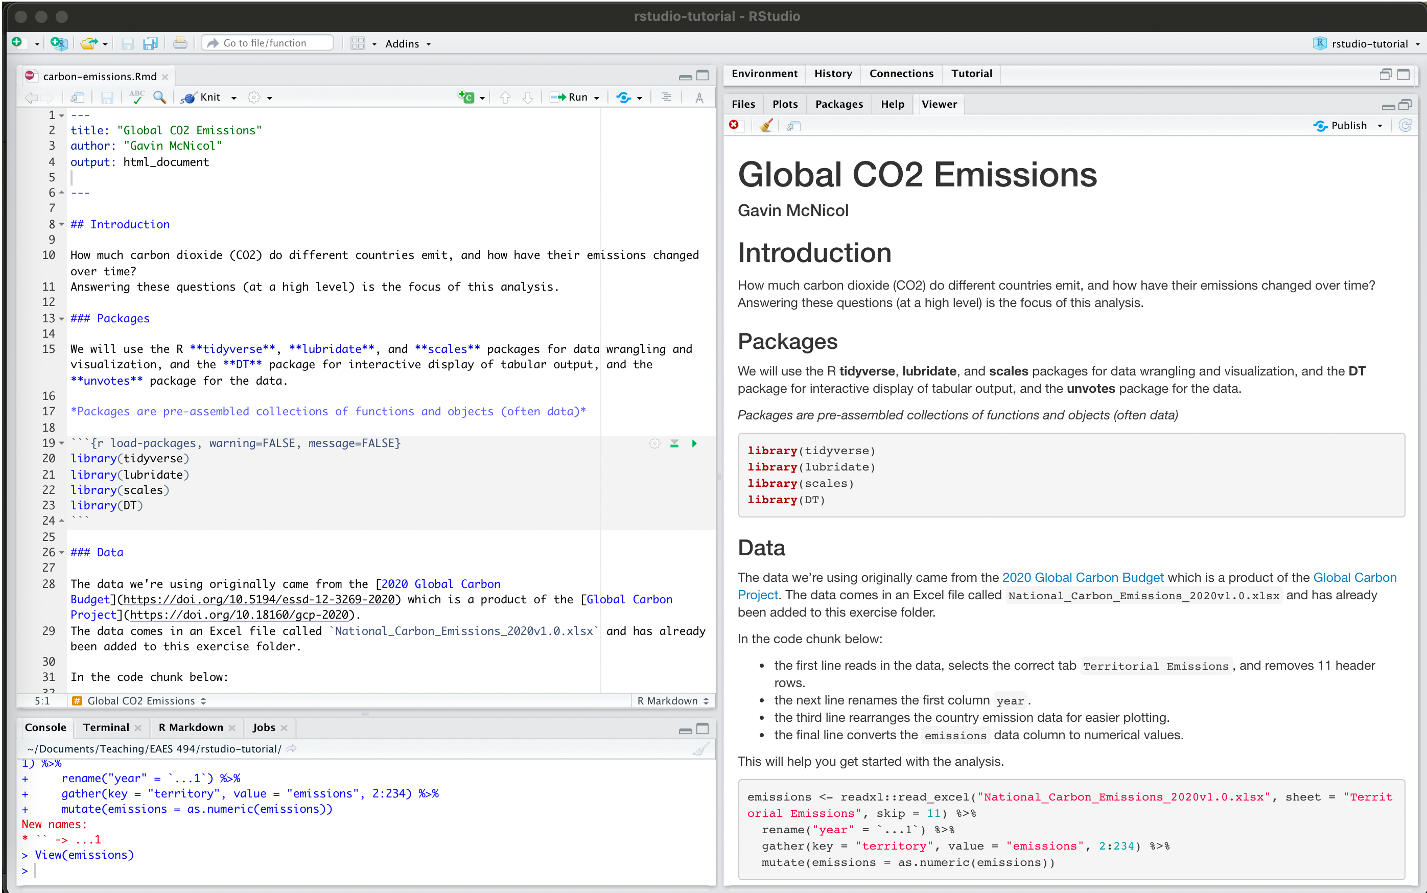 rstudio-tutorial - RStudio
Go to file/function
Addins
rstudio-tutorial
carbon-emissions.Rmd
ABC
Knit
Run
1 ---
2 title: "Global CO2 Emissions"
3 author: "Gavin McNicol"
4 output: html_document
5
6 ---
7
8 ## Introduction
9
10 How much carbon dioxide (CO2) do different countries emit, and how have their emissions changed
over time?
11 Answering these questions (at a high level) is the focus of this analysis.
12
13 ### Packages
14
15 We will use the R **tidyverse**, **lubridate**, and **scales** packages for data wrangling and
visualization, and the **DT** package for interactive display of tabular output, and the
**unvotes** package for the data.
16
17 *Packages are pre-assembled collections of functions and objects (often data)*
18
19 ```{r load-packages, warning=FALSE, message=FALSE}
20 library(tidyverse)
21 library(lubridate)
22 library(scales)
23 library(DT)
24 ```
25
26 ### Data
27
28 The data we're using originally came from the [2020 Global Carbon
Budget](https://doi.org/10.5194/essd-12-3269-2020) which is a product of the [Global Carbon
Project](https://doi.org/10.18160/gcp-2020).
29 The data comes in an Excel file called `National_Carbon_Emissions_2020v1.0.xlsx` and has already
been added to this exercise folder.
30
31 In the code chunk below:
32
5:1 # Global CO2 Emissions R Markdown
Console Terminal R Markdown Jobs
~/Documents/Teaching/EAES 494/rstudio-tutorial/
1) %>%
+ rename("year" = `...1`) %>%
+ gather(key = "territory", value = "emissions", 2:234) %>%
+ mutate(emissions = as.numeric(emissions))
New names:
* `` -> ...1
> View(emissions)
>
Environment History Connections Tutorial
Files Plots Packages Help Viewer
Publish
Global CO2 Emissions
Gavin McNicol
Introduction
How much carbon dioxide (CO2) do different countries emit, and how have their emissions changed over time?
Answering these questions (at a high level) is the focus of this analysis.
Packages
We will use the R tidyverse, lubridate, and scales packages for data wrangling and visualization, and the DT
package for interactive display of tabular output, and the unvotes package for the data.
Packages are pre-assembled collections of functions and objects (often data)
library(tidyverse)
library(lubridate)
library(scales)
library(DT)
Data
The data we're using originally came from the 2020 Global Carbon Budget which is a product of the Global Carbon
Project. The data comes in an Excel file called National_Carbon_Emissions_2020v1.0.xlsx and has already
been added to this exercise folder.
In the code chunk below:
• the first line reads in the data, selects the correct tab Territorial Emissions, and removes 11 header
rows.
• the next line renames the first column year.
• the third line rearranges the country emission data for easier plotting.
• the final line converts the emissions data column to numerical values.
This will help you get started with the analysis.
emissions <- readxl::read_excel("National_Carbon_Emissions_2020v1.0.xlsx", sheet = "Territ
orial Emissions", skip = 11) %>%
rename("year" = `...1`) %>%
gather(key = "territory", value = "emissions", 2:234) %>%
mutate(emissions = as.numeric(emissions))